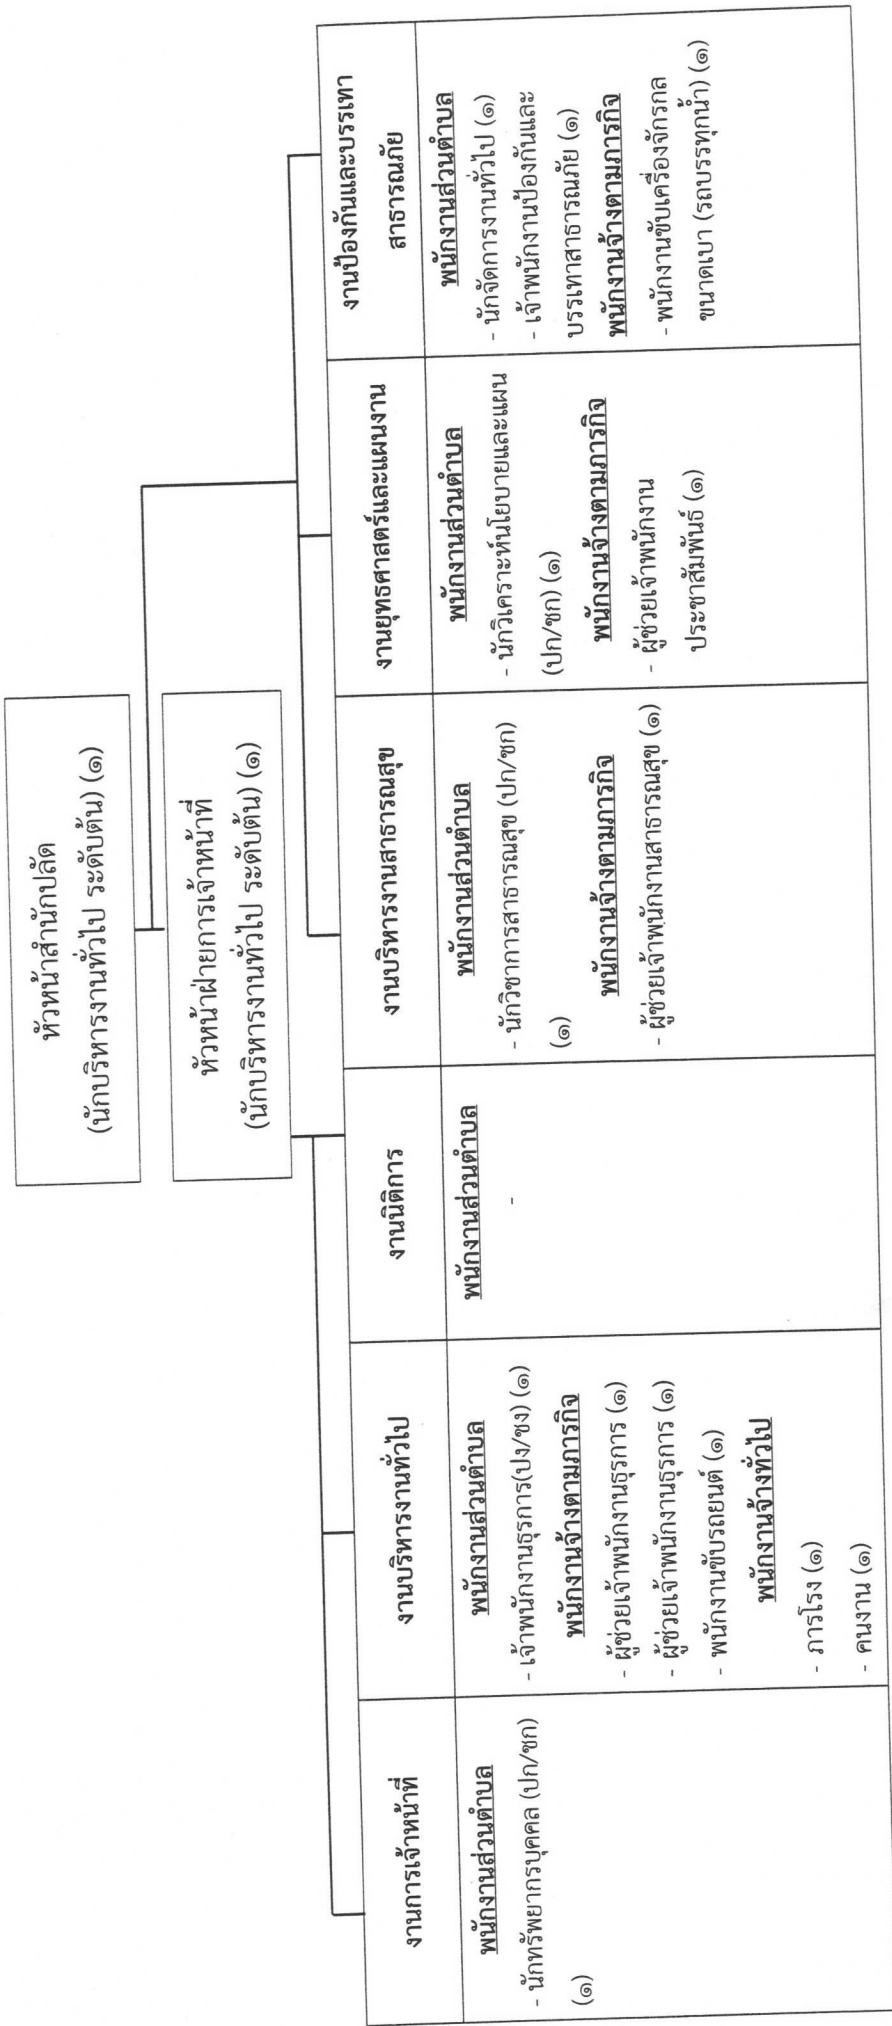 หัวหน้าสำนักปลัด
(นักบริหารงานทั่วไป ระดับต้น) (๑)
หัวหน้าฝ่ายการเจ้าหน้าที่
(นักบริหารงานทั่วไป ระดับต้น) (๑)
งานการเจ้าหน้าที่
พนักงานส่วนตำบล
- นักทรัพยากรบุคคล (ปก/ชก)
(๑)
งานบริหารงานทั่วไป
พนักงานส่วนตำบล
- เจ้าพนักงานธุรการ(ปง/ชง) (๑)
พนักงานจ้างตามภารกิจ
- ผู้ช่วยเจ้าพนักงานธุรการ (๑)
- ผู้ช่วยเจ้าพนักงานธุรการ (๑)
- พนักงานขับรถยนต์ (๑)
พนักงานจ้างทั่วไป
- ภารโรง (๑)
- คนงาน (๑)
งานนิติการ
พนักงานส่วนตำบล
-
งานบริหารงานสาธารณสุข
พนักงานส่วนตำบล
- นักวิชาการสาธารณสุข (ปก/ชก)
(๑)
พนักงานจ้างตามภารกิจ
- ผู้ช่วยเจ้าพนักงานสาธารณสุข (๑)
งานยุทธศาสตร์และแผนงาน
พนักงานส่วนตำบล
- นักวิเคราะห์นโยบายและแผน
(ปก/ชก) (๑)
พนักงานจ้างตามภารกิจ
- ผู้ช่วยเจ้าพนักงาน
ประชาสัมพันธ์ (๑)
งานป้องกันและบรรเทา
สาธารณภัย
พนักงานส่วนตำบล
- นักจัดการงานทั่วไป (๑)
- เจ้าพนักงานป้องกันและ
บรรเทาสาธารณภัย (๑)
พนักงานจ้างตามภารกิจ
- พนักงานขับเครื่องจักรกล
ขนาดเบา (รถบรรทุกน้ำ) (๑)